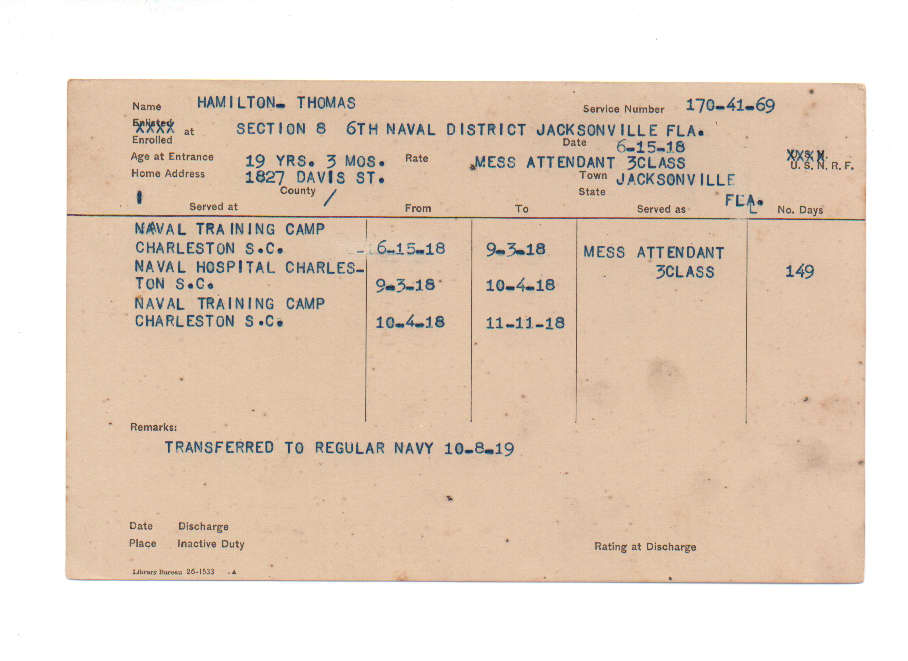 Name HAMILTON- THOMAS Service Number 170-41-69
Enlisted XXXX
Enrolled at SECTION 8 6TH NAVAL DISTRICT JACKSONVILLE FLA.
Date 6-15-18
Age at Entrance 19 YRS. 3 MOS. Rate MESS ATTENDANT 3CLASS XXXX
U. S. N. R. F.
Home Address 1827 DAVIS ST. Town JACKSONVILLE
County / State FLA.
Served at From To Served as No. Days
NAVAL TRAINING CAMP
CHARLESTON S.C. 6-15-18 9-3-18 MESS ATTENDANT
NAVAL HOSPITAL CHARLES- 3CLASS 149
TON S.C. 9-3-18 10-4-18
NAVAL TRAINING CAMP
CHARLESTON S.C. 10-4-18 11-11-18
Remarks:
TRANSFERRED TO REGULAR NAVY 10-8-19
Date Discharge
Place Inactive Duty Rating at Discharge
Library Bureau 26-1533